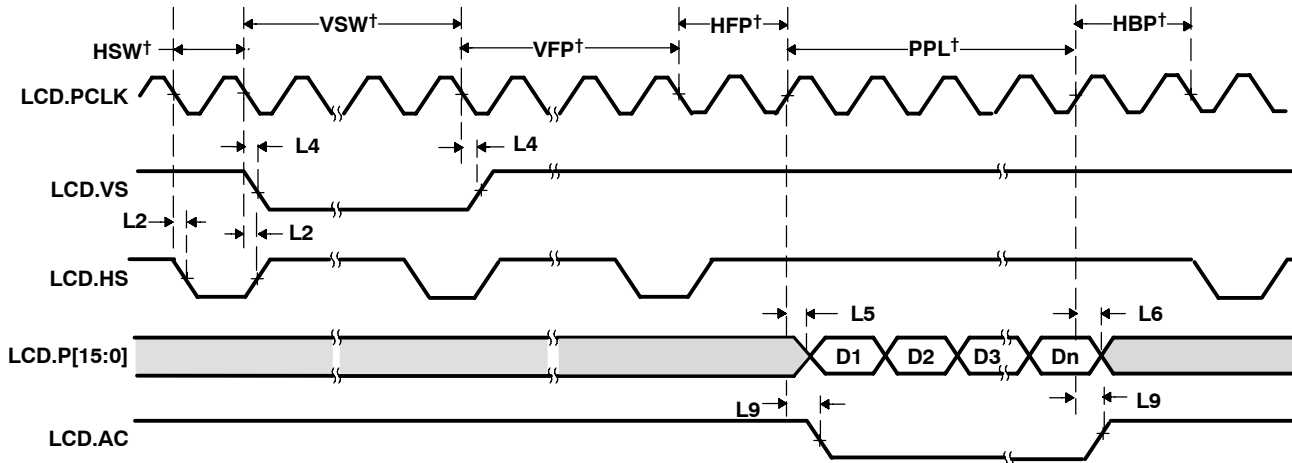 VSW†
HFP†
HBP†
HSW†
VFP†
PPL†
LCD.PCLK
L4
L4
LCD.VS
L2
L2
LCD.HS
L5
L6
LCD.P[15:0]
D1
D2
D3
Dn
L9
L9
LCD.AC